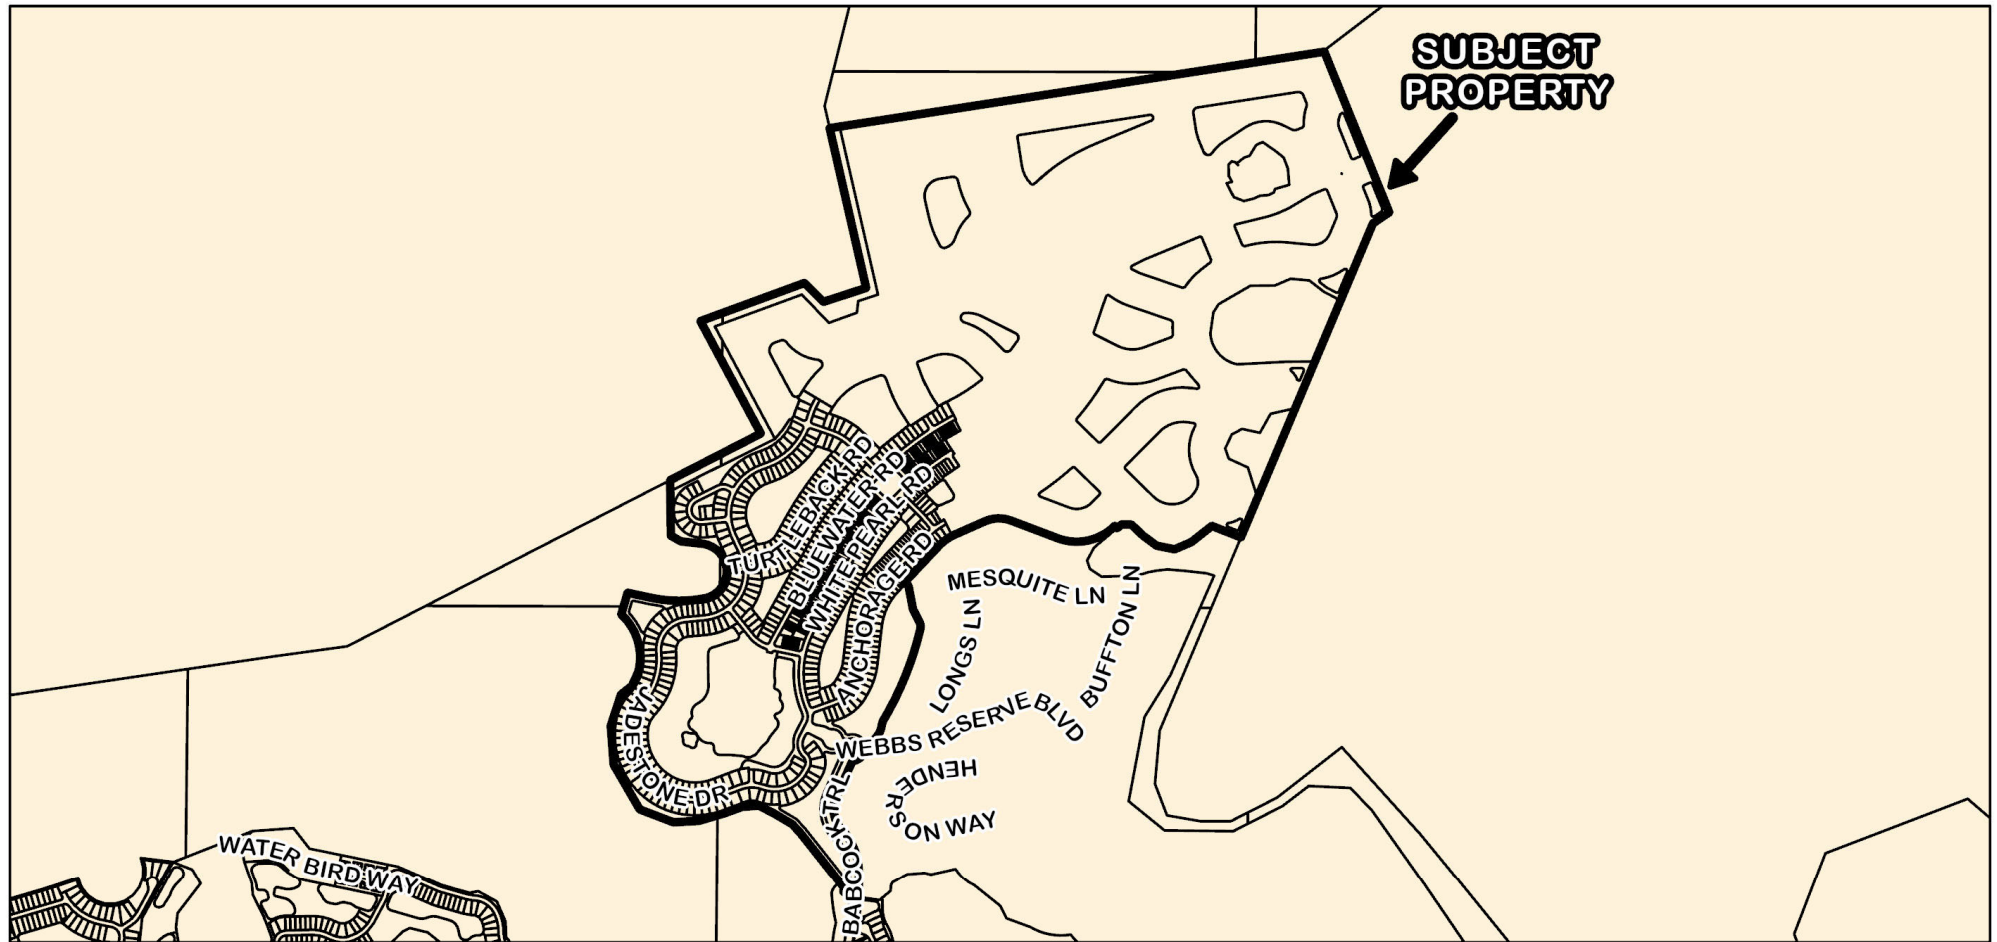 SUBJECT
PROPERTY
TURTLEBACK RD
BLUEWATER RD
WHITE PEARL RD
ANCHORAGE RD
MESQUITE LN
LONGS LN
BUFFTON LN
JADESTONE DR
WEBBS RESERVE BLVD
HENDERSON WAY
BABCOCK TRL
WATER BIRD WAY